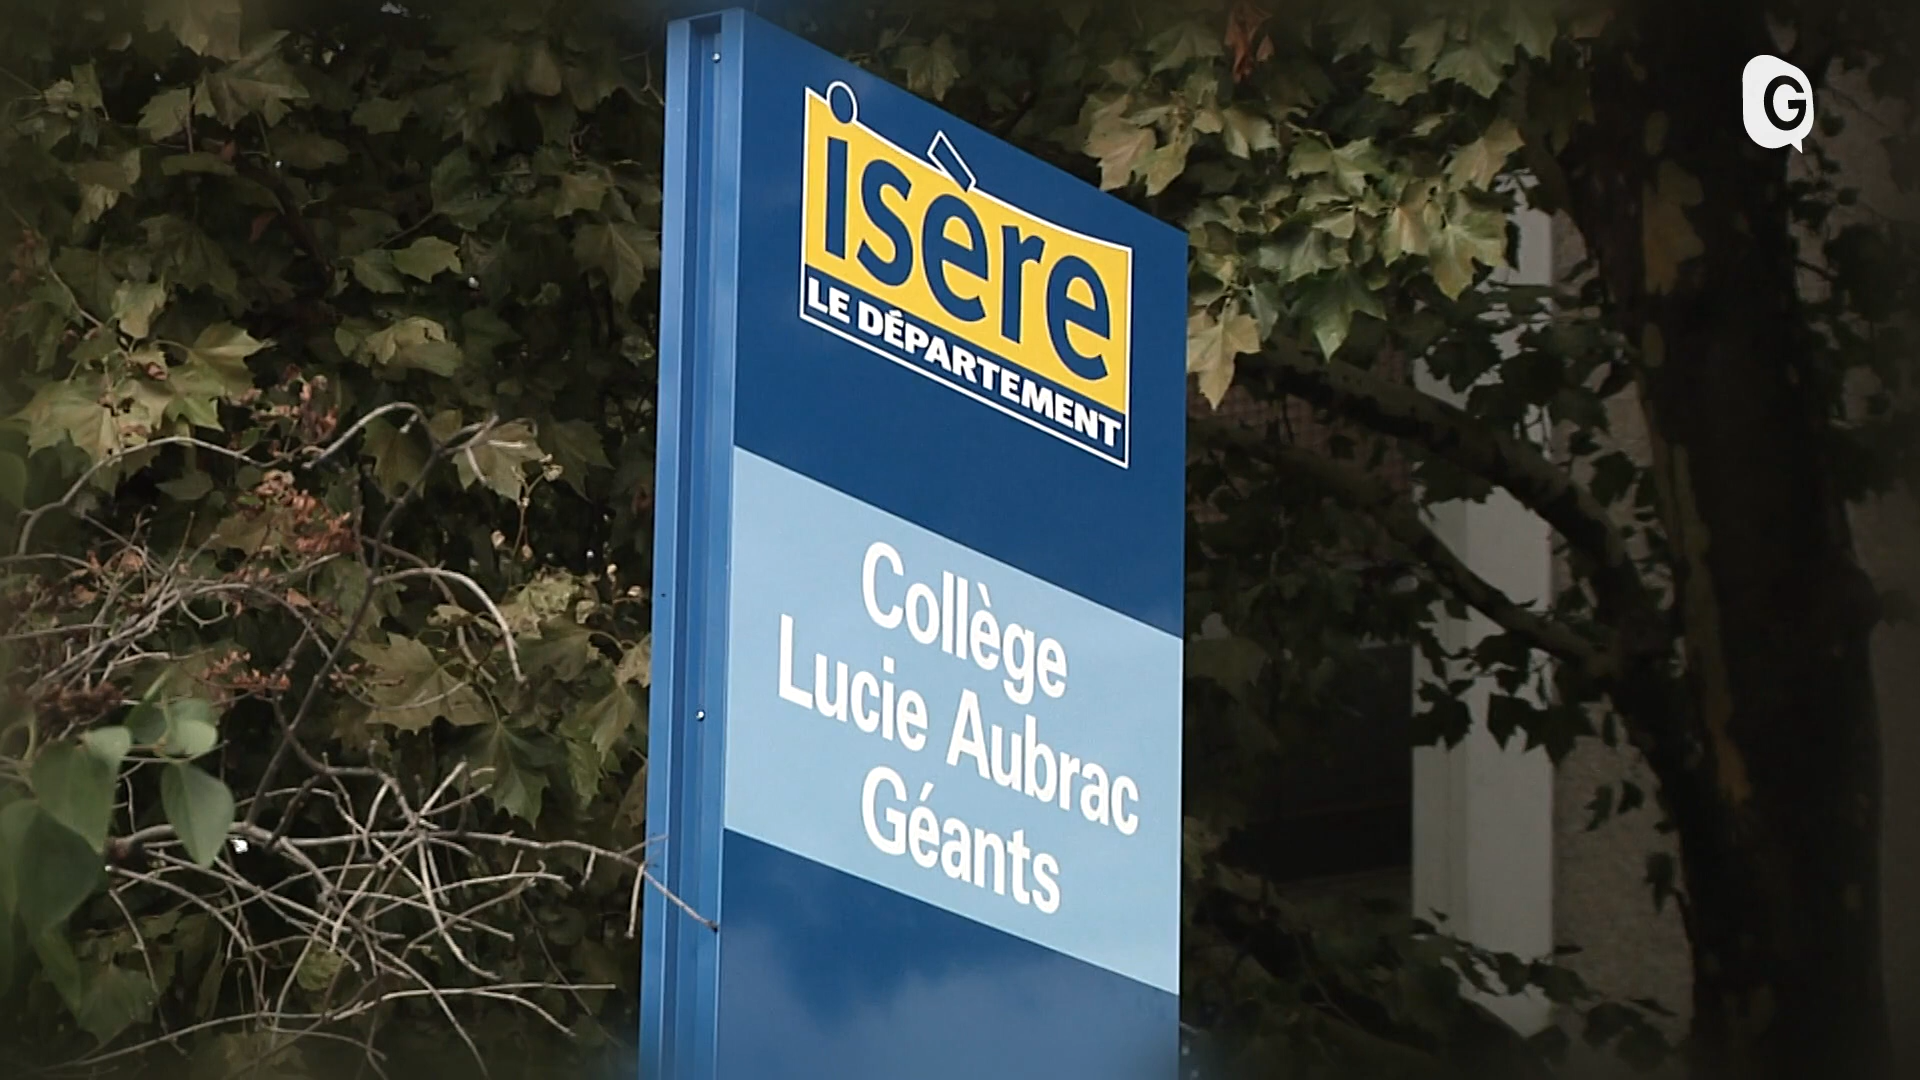 G
isère
LE DÉPARTEMENT
Collège
Lucie Aubrac
Géants